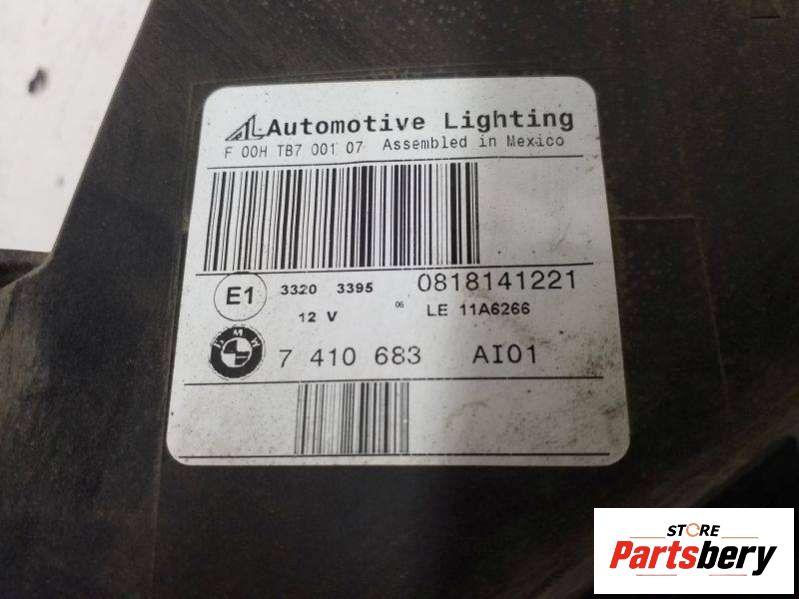 AL Automotive Lighting
F 00H TB7 001 07 Assembled in Mexico
E1 3320 3395 0818141221
12 V 06 LE 11A6266
BMW 7 410 683 AI01
STORE
Partsbery